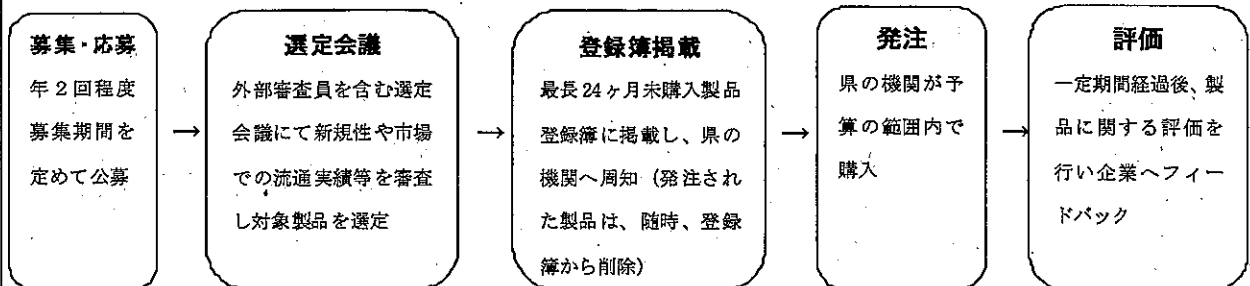 募集・応募
年２回程度
募集期間を
定めて公募
→
選定会議
外部審査員を含む選定
会議にて新規性や市場
での流通実績等を審査
し対象製品を選定
→
登録簿掲載
最長24ヶ月未購入製品
登録簿に掲載し、県の
機関へ周知（発注され
た製品は、随時、登録
簿から削除）
→
発注
県の機関が予
算の範囲内で
購入
→
評価
一定期間経過後、製
品に関する評価を
行い企業へフィー
ドバック